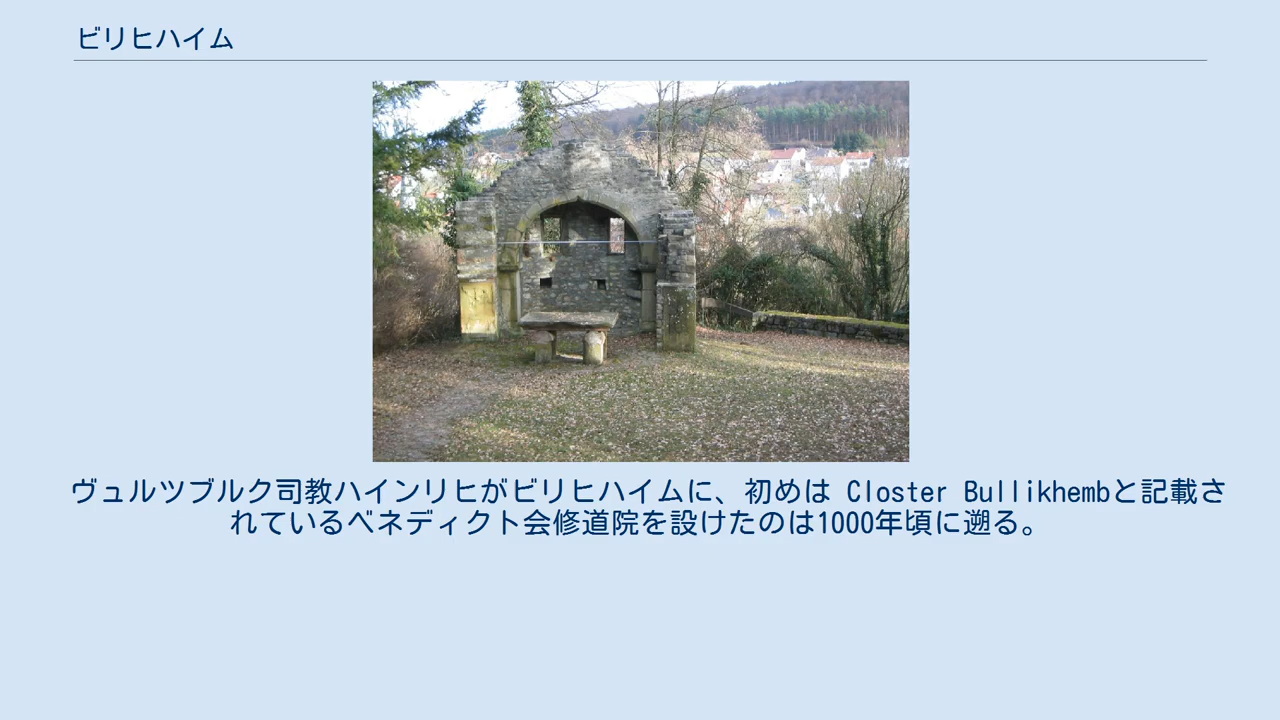 ビリヒハイム
ヴュルツブルク司教ハインリヒがビリヒハイムに、初めは Closter Bullikhembと記載さ
れているベネディクト会修道院を設けたのは1000年頃に遡る。